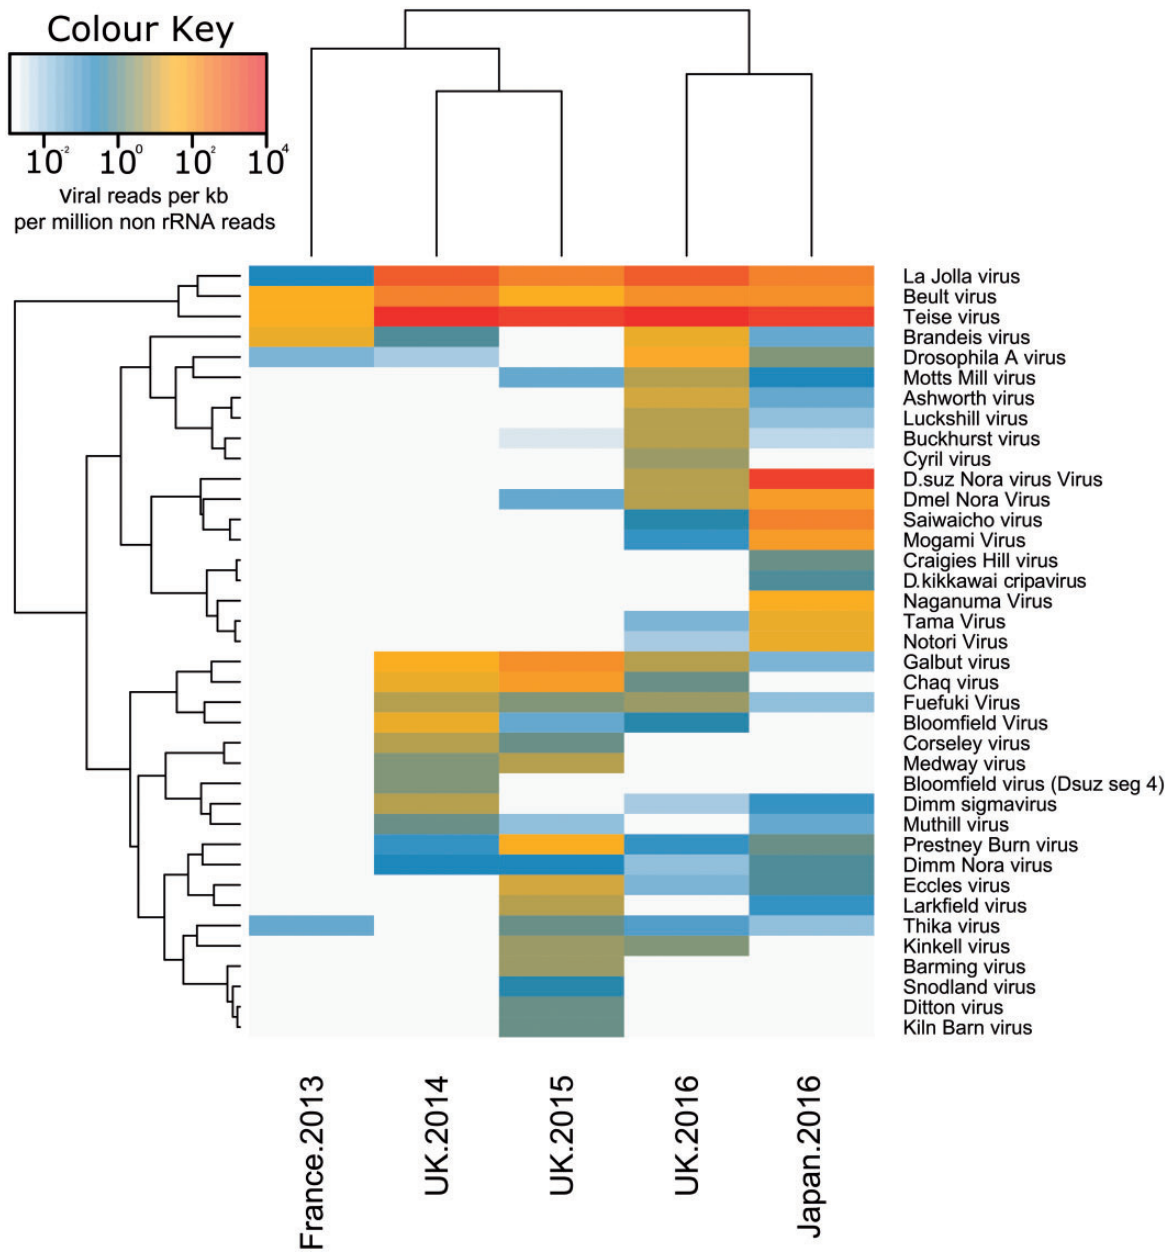 Colour Key
10⁻² 10⁰ 10² 10⁴
Viral reads per kb
per million non rRNA reads
La Jolla virus
Beult virus
Teise virus
Brandeis virus
Drosophila A virus
Motts Mill virus
Ashworth virus
Luckshill virus
Buckhurst virus
Cyril virus
D.suz Nora virus Virus
Dmel Nora Virus
Saiwaicho virus
Mogami Virus
Craigies Hill virus
D.kikkawai cripavirus
Naganuma Virus
Tama Virus
Notori Virus
Galbut virus
Chaq virus
Fuefuki Virus
Bloomfield Virus
Corseley virus
Medway virus
Bloomfield virus (Dsuz seg 4)
Dimm sigmavirus
Muthill virus
Prestney Burn virus
Dimm Nora virus
Eccles virus
Larkfield virus
Thika virus
Kinkell virus
Barming virus
Snodland virus
Ditton virus
Kiln Barn virus
France.2013
UK.2014
UK.2015
UK.2016
Japan.2016